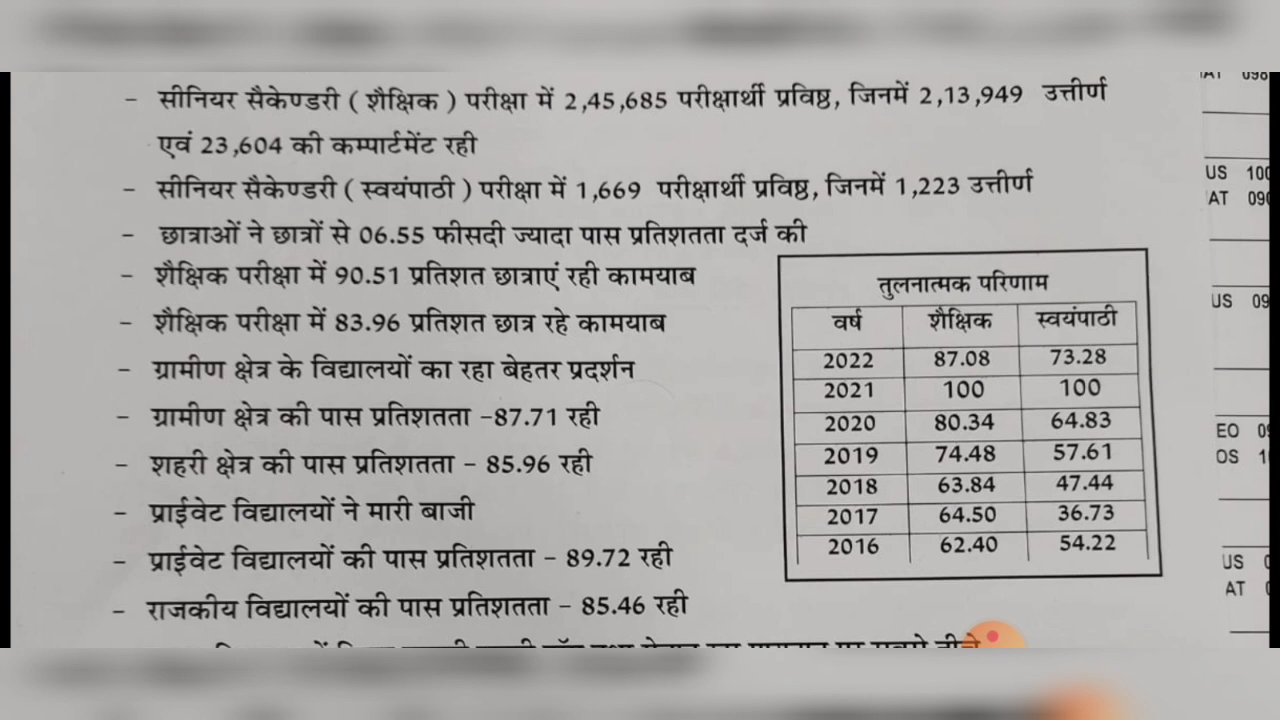 - सीनियर सैकेण्डरी ( शैक्षिक ) परीक्षा में 2,45,685 परीक्षार्थी प्रविष्ठ, जिनमें 2,13,949 उत्तीर्ण
एवं 23,604 की कम्पार्टमेंट रही
- सीनियर सैकेण्डरी ( स्वयंपाठी ) परीक्षा में 1,669 परीक्षार्थी प्रविष्ठ, जिनमें 1,223 उत्तीर्ण
- छात्राओं ने छात्रों से 06.55 फीसदी ज्यादा पास प्रतिशतता दर्ज की
- शैक्षिक परीक्षा में 90.51 प्रतिशत छात्राएं रही कामयाब
- शैक्षिक परीक्षा में 83.96 प्रतिशत छात्र रहे कामयाब
- ग्रामीण क्षेत्र के विद्यालयों का रहा बेहतर प्रदर्शन
- ग्रामीण क्षेत्र की पास प्रतिशतता -87.71 रही
- शहरी क्षेत्र की पास प्रतिशतता - 85.96 रही
- प्राईवेट विद्यालयों ने मारी बाजी
- प्राईवेट विद्यालयों की पास प्रतिशतता - 89.72 रही
- राजकीय विद्यालयों की पास प्रतिशतता - 85.46 रही
तुलनात्मक परिणाम
वर्ष शैक्षिक स्वयंपाठी
2022 87.08 73.28
2021 100 100
2020 80.34 64.83
2019 74.48 57.61
2018 63.84 47.44
2017 64.50 36.73
2016 62.40 54.22
US 100
AT 090
US 09
EO
OS
US
AT